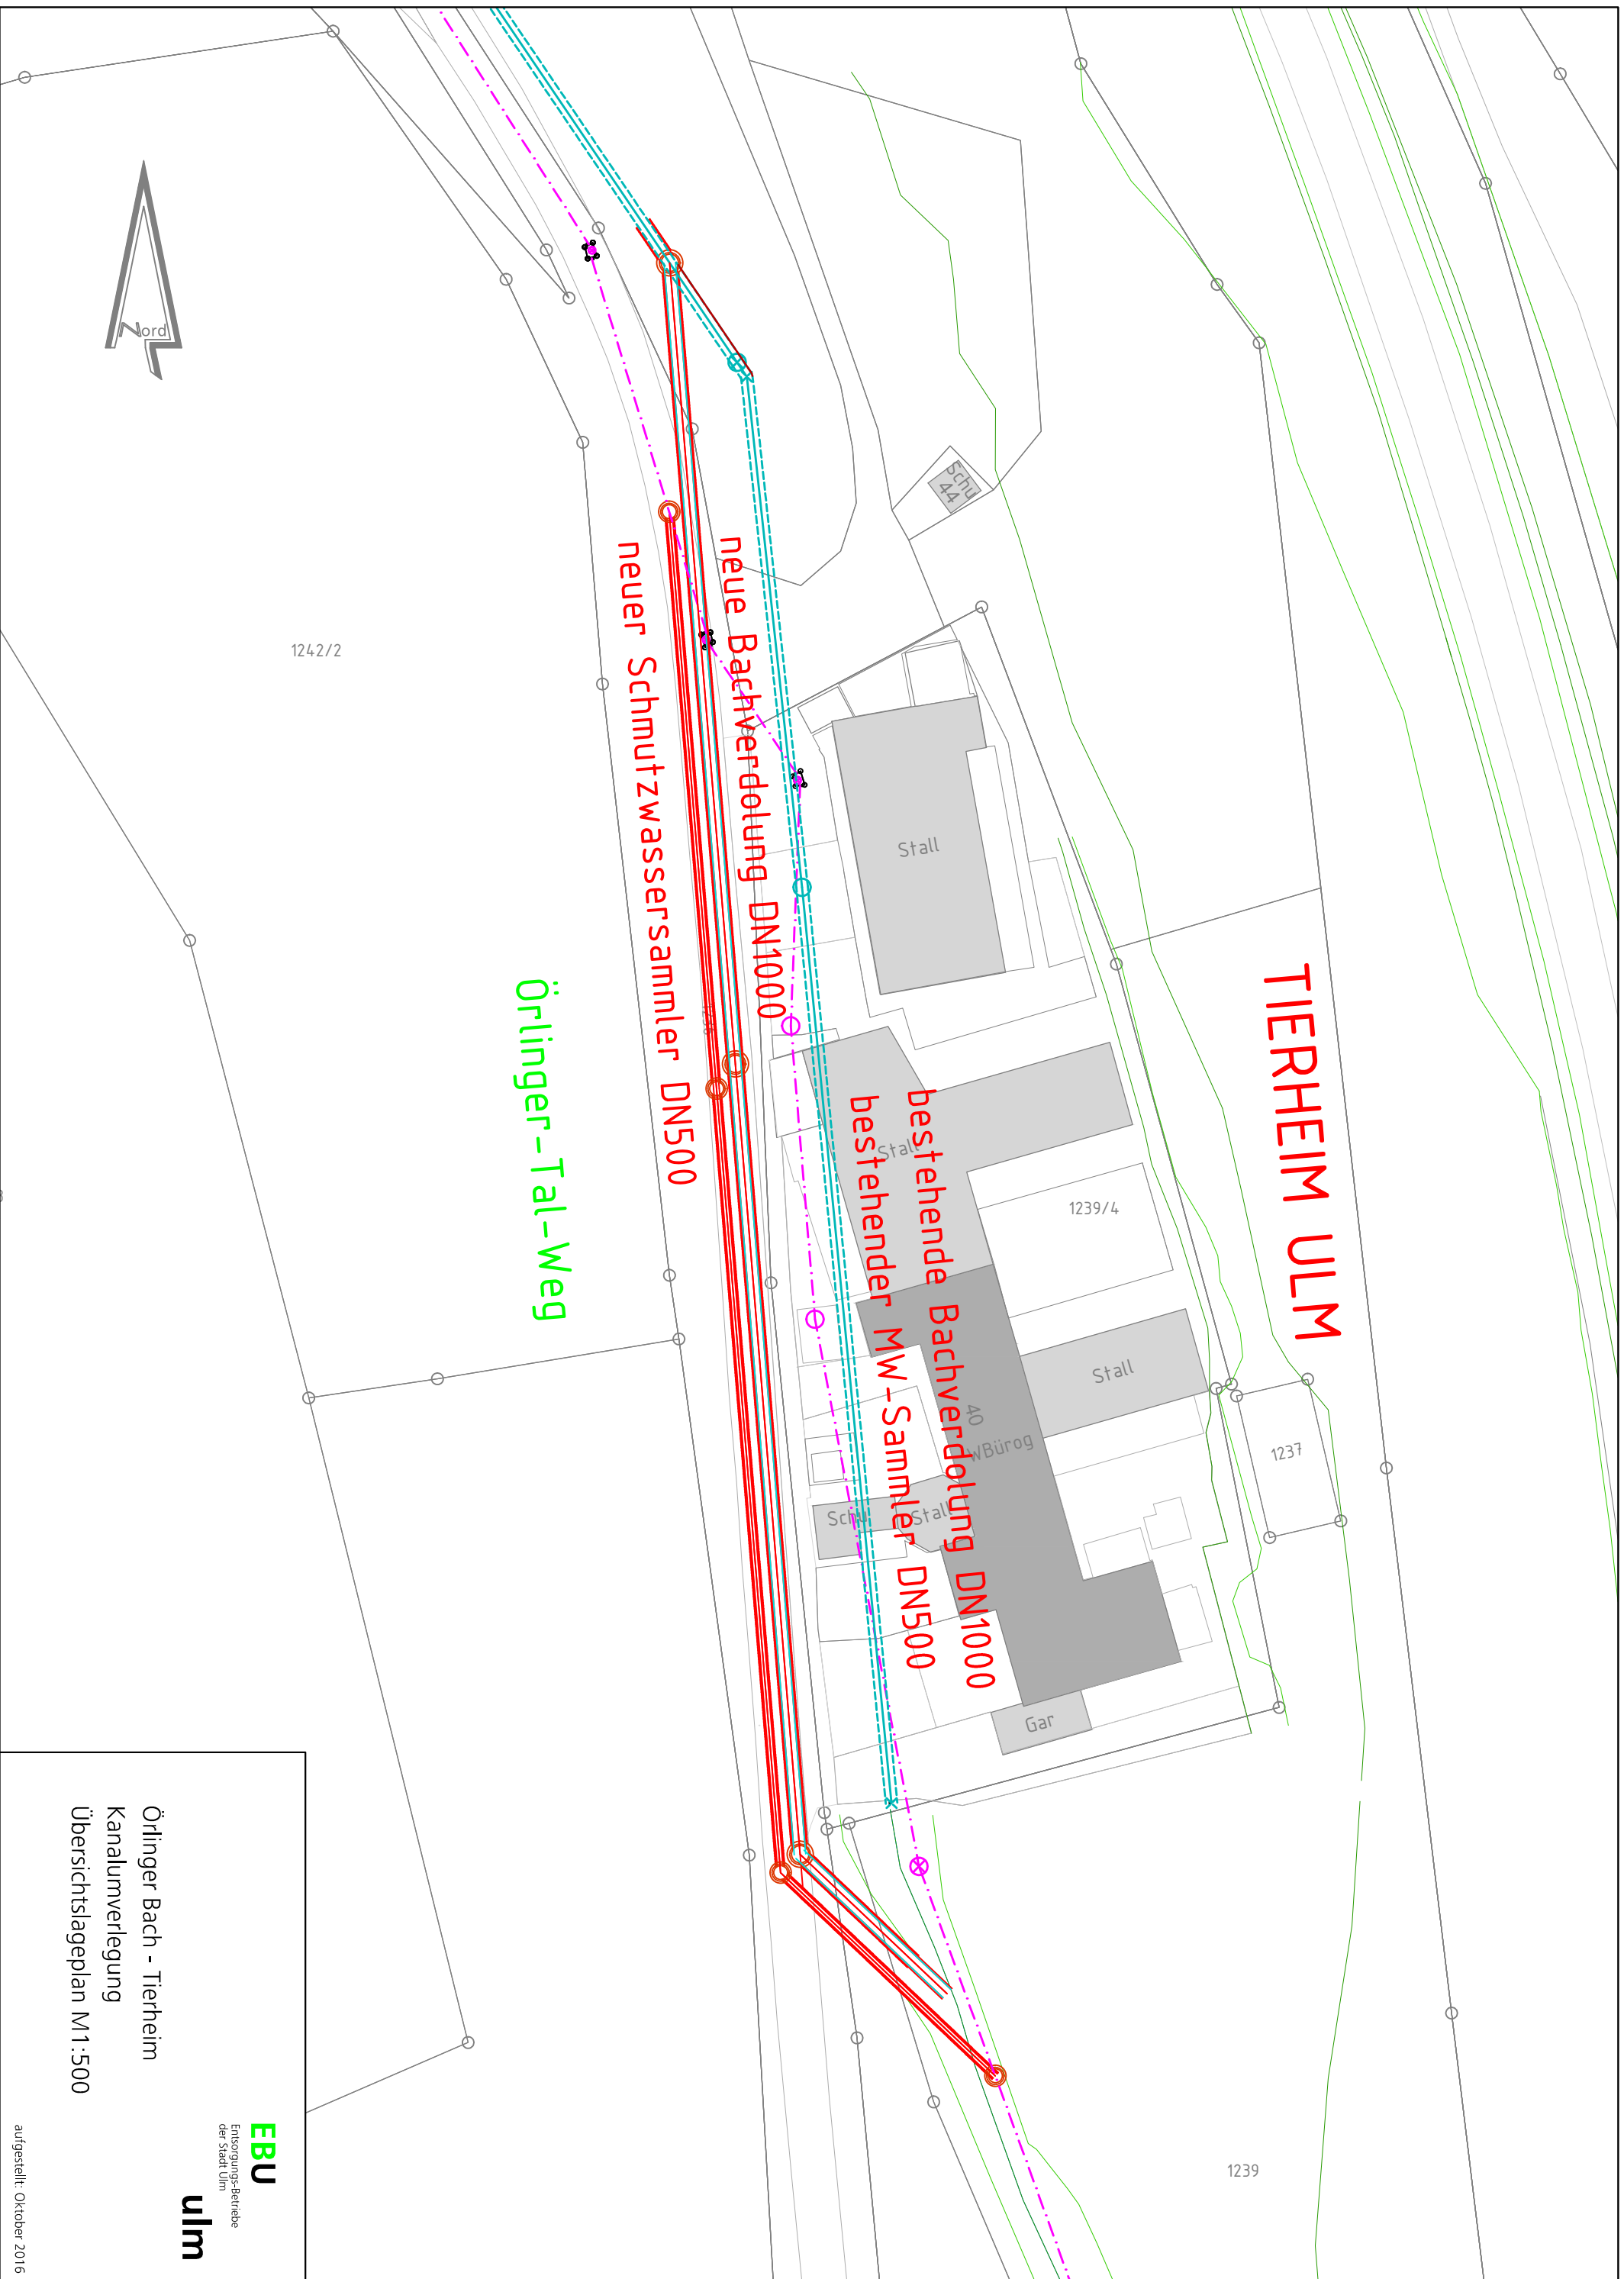 Nord
1242/2
Schu
44
neuer Schmutzwassersammler DN500
neue Bachverdolung DN1000
Örlinger-Tal-Weg
TIERHEIM ULM
bestehende Bachverdolung DN1000
bestehender MW-Sammler DN500
Stall
Stall
1239/4
Stall
40
WBürog
1237
Schu
Stall
Gar
1239
Örlinger Bach - Tierheim
Kanalumverlegung
Übersichtslageplan M1:500
EBU
Entsorgungs-Betriebe
der Stadt Ulm
ulm
aufgestellt: Oktober 2016